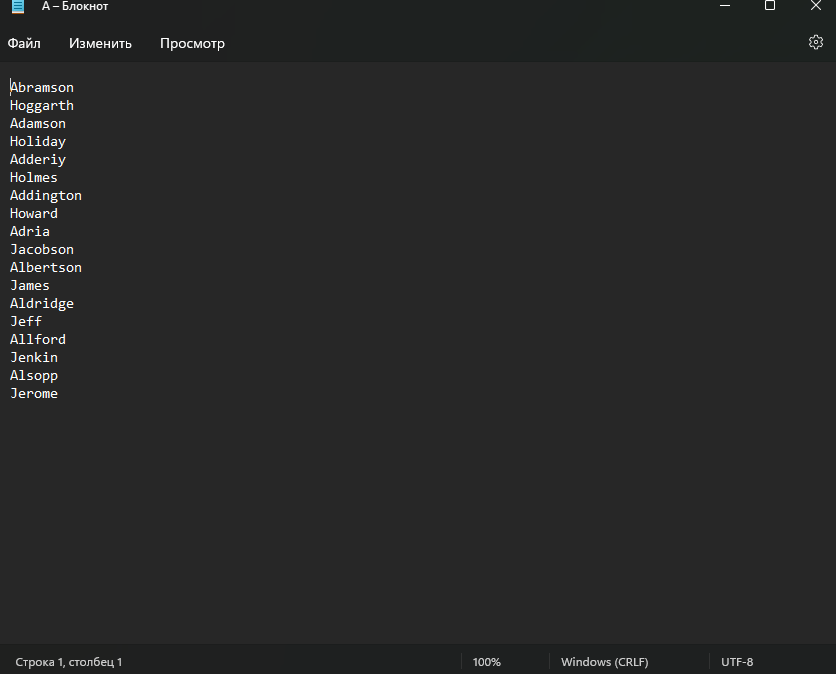 A – Блокнот
Файл Изменить Просмотр
Abramson
Hoggarth
Adamson
Holiday
Adderiy
Holmes
Addington
Howard
Adria
Jacobson
Albertson
James
Aldridge
Jeff
Allford
Jenkin
Alsopp
Jerome
Строка 1, столбец 1 100% Windows (CRLF) UTF-8